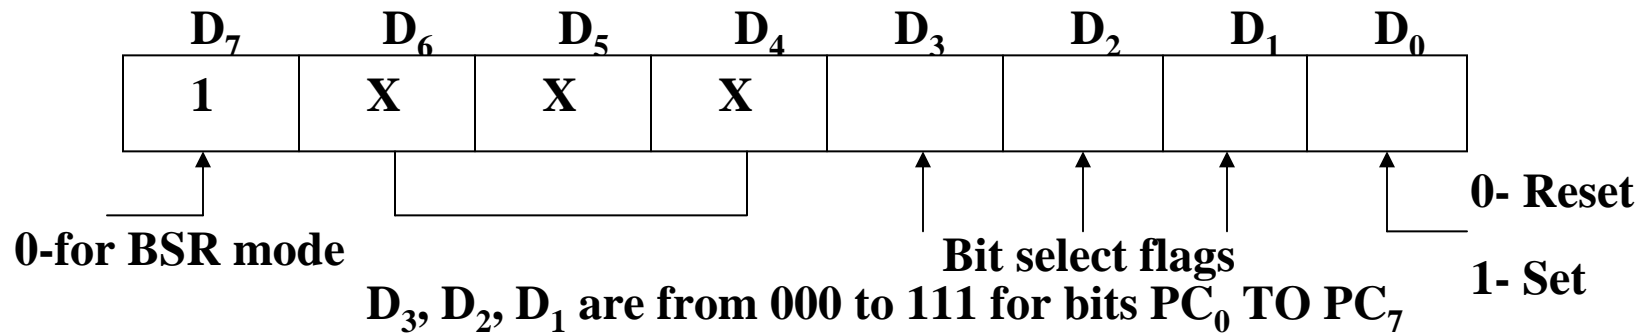 D₇ D₆ D₅ D₄ D₃ D₂ D₁ D₀
1 X X X
0- Reset
0-for BSR mode
Bit select flags
1- Set
D₃, D₂, D₁ are from 000 to 111 for bits PC₀ TO PC₇